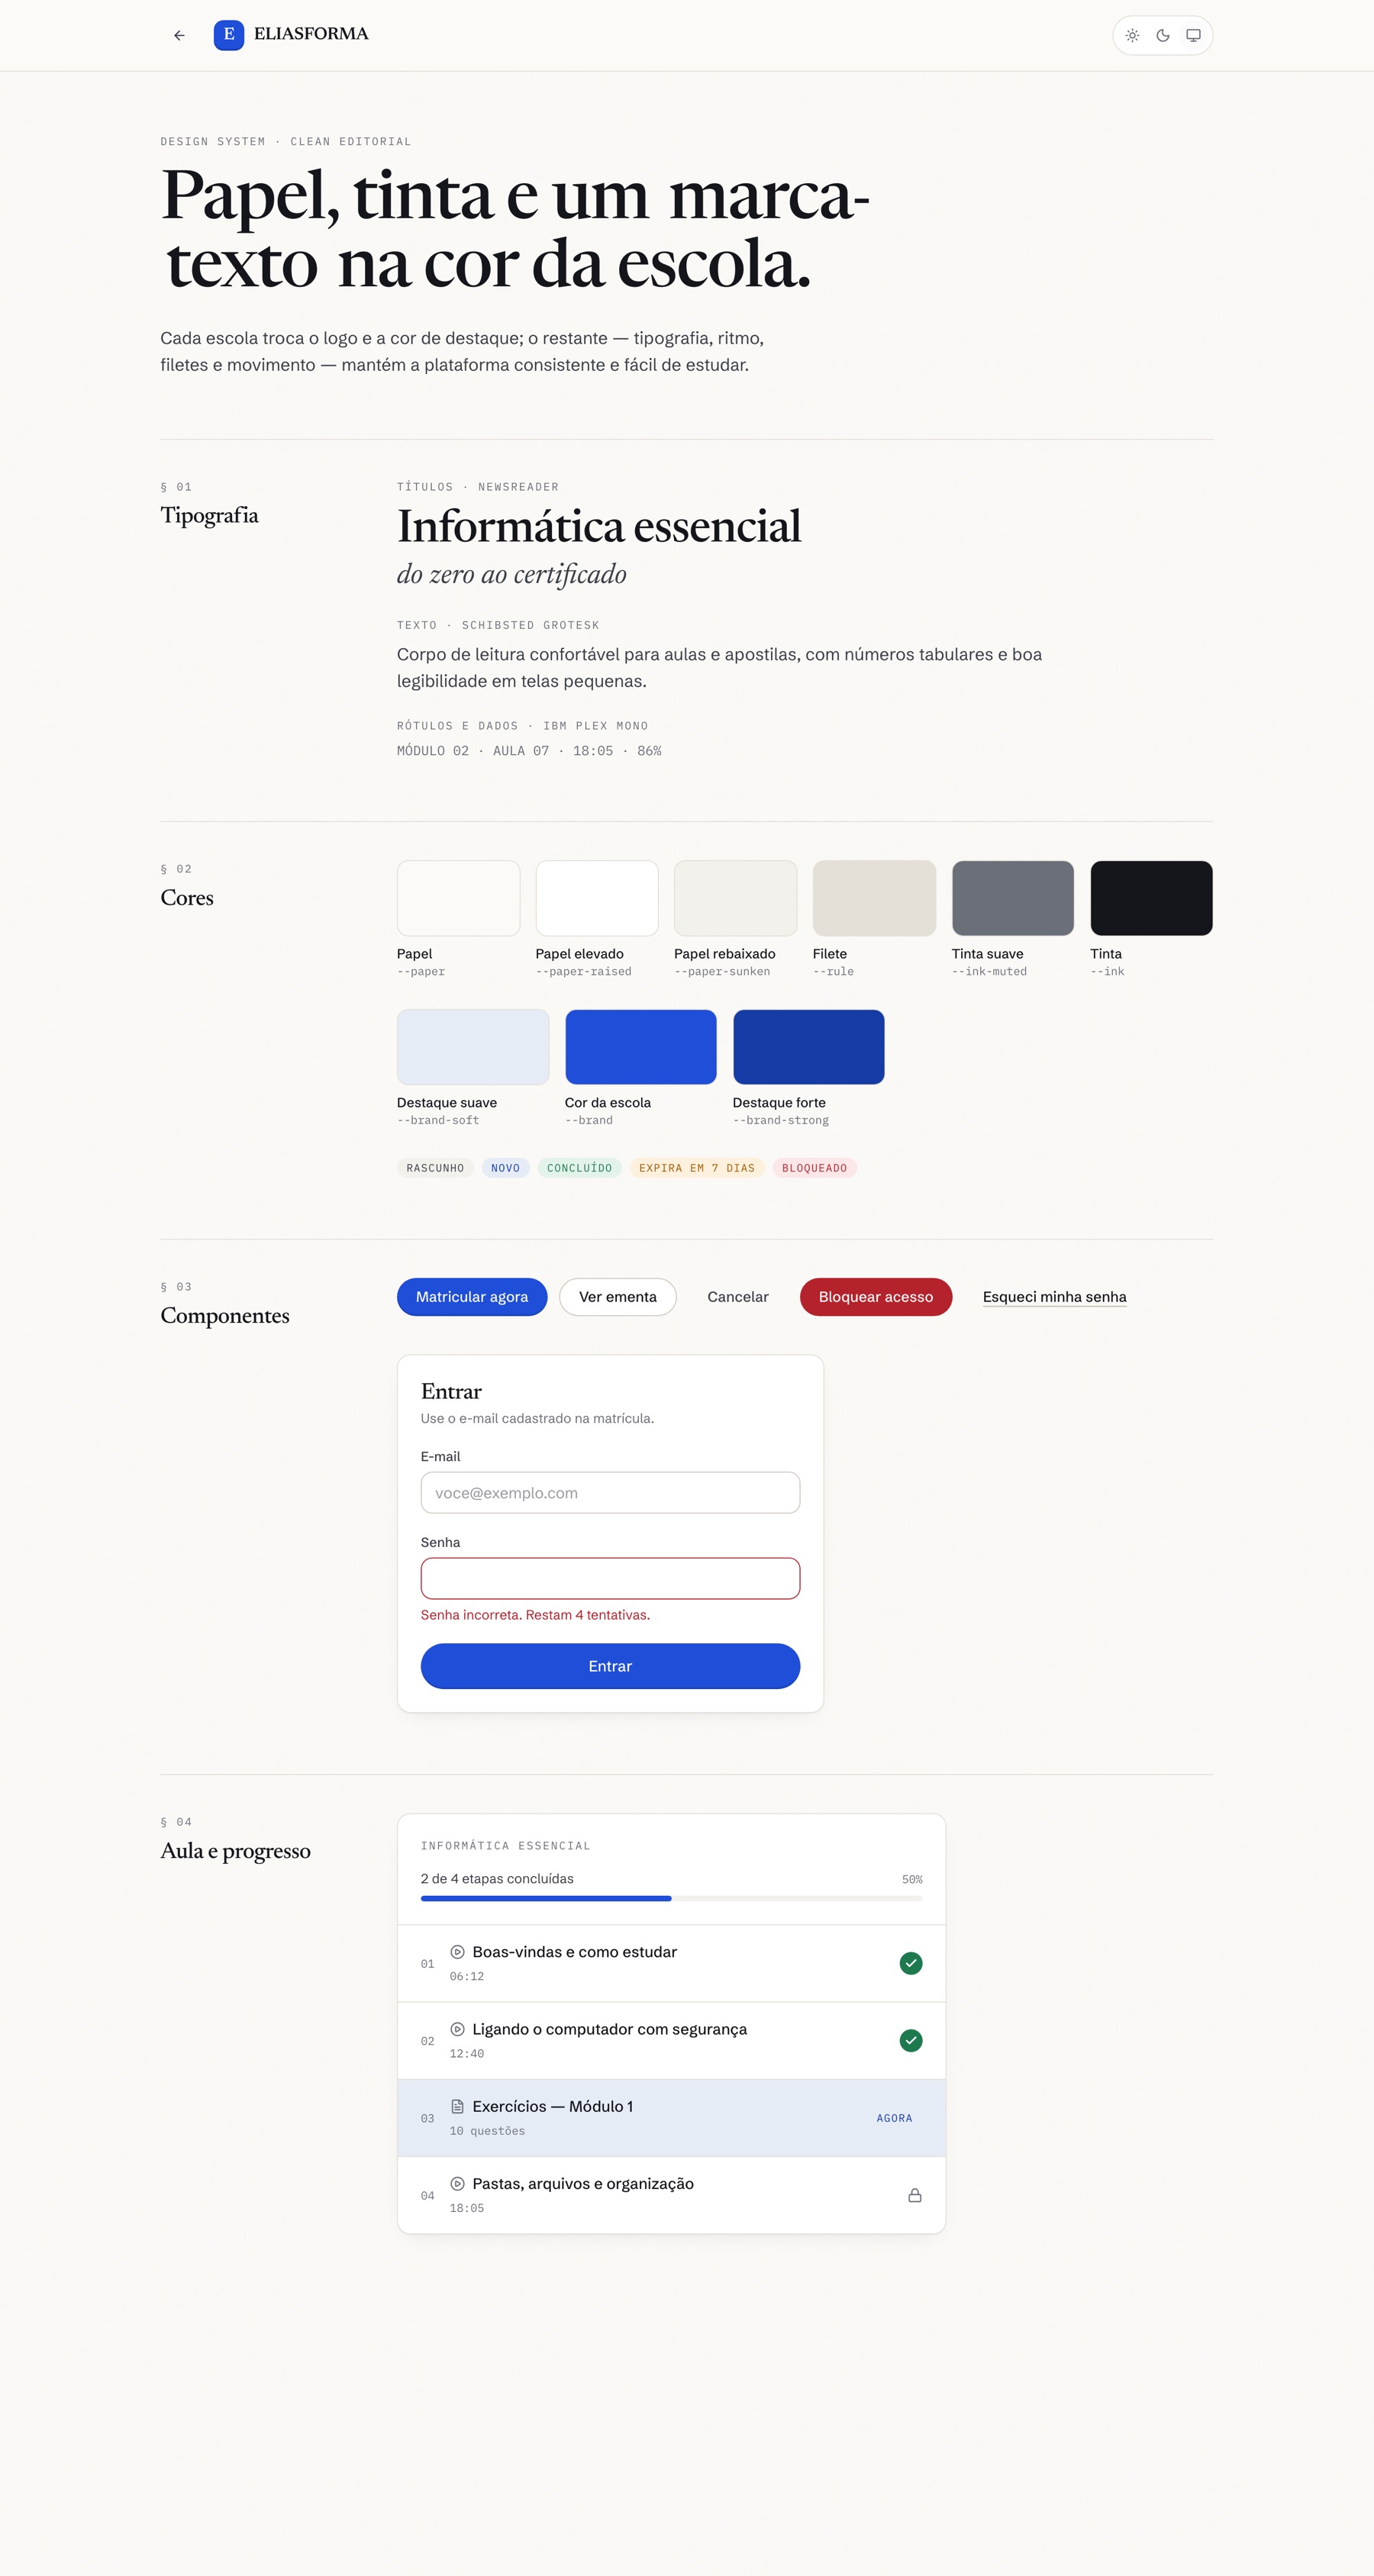 E ELIASFORMA
DESIGN SYSTEM · CLEAN EDITORIAL
Papel, tinta e um marca-
texto na cor da escola.
Cada escola troca o logo e a cor de destaque; o restante — tipografia, ritmo,
filetes e movimento — mantém a plataforma consistente e fácil de estudar.
§ 01
Tipografia
TÍTULOS · NEWSREADER
Informática essencial
do zero ao certificado
TEXTO · SCHIBSTED GROTESK
Corpo de leitura confortável para aulas e apostilas, com números tabulares e boa
legibilidade em telas pequenas.
RÓTULOS E DADOS · IBM PLEX MONO
MÓDULO 02 · AULA 07 · 18:05 · 86%
§ 02
Cores
Papel
--paper
Papel elevado
--paper-raised
Papel rebaixado
--paper-sunken
Filete
--rule
Tinta suave
--ink-muted
Tinta
--ink
Destaque suave
--brand-soft
Cor da escola
--brand
Destaque forte
--brand-strong
RASCUNHO NOVO CONCLUÍDO EXPIRA EM 7 DIAS BLOQUEADO
§ 03
Componentes
Matricular agora Ver ementa Cancelar Bloquear acesso Esqueci minha senha
Entrar
Use o e-mail cadastrado na matrícula.
E-mail
voce@exemplo.com
Senha
Senha incorreta. Restam 4 tentativas.
Entrar
§ 04
Aula e progresso
INFORMÁTICA ESSENCIAL
2 de 4 etapas concluídas 50%
01 Boas-vindas e como estudar
06:12
02 Ligando o computador com segurança
12:40
03 Exercícios — Módulo 1 AGORA
10 questões
04 Pastas, arquivos e organização
18:05